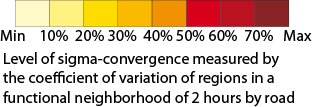 Min 10% 20% 30% 40% 50% 60% 70% Max
Level of sigma-convergence measured by
the coefficient of variation of regions in a
functional neighborhood of 2 hours by road